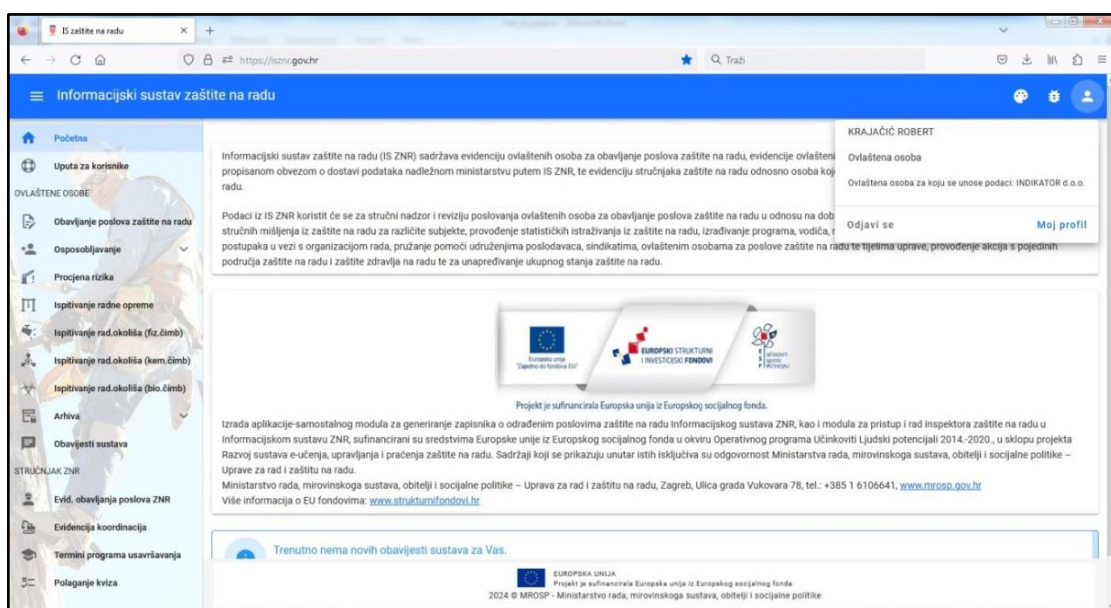 IS zaštite na radu
https://isznr.gov.hr
Traži
Informacijski sustav zaštite na radu
KRAJAČIĆ ROBERT
Ovlaštena osoba
Ovlaštena osoba za koju se unose podaci: INDIKATOR d.o.o.
Odjavi se
Moj profil
Početna
Uputa za korisnike
OVLAŠTENE OSOBE
Obavljanje poslova zaštite na radu
Osposobljavanje
Procjena rizika
Ispitivanje radne opreme
Ispitivanje rad.okoliša (fiz.čimb)
Ispitivanje rad.okoliša (kem.čimb)
Ispitivanje rad.okoliša (bio.čimb)
Arhiva
Obavijesti sustava
STRUČNJAK ZNR
Evid. obavljanja poslova ZNR
Evidencija koordinacija
Termini programa usavršavanja
Polaganje kviza
Informacijski sustav zaštite na radu (IS ZNR) sadržava evidenciju ovlaštenih osoba za obavljanje poslova zaštite na radu, evidencije ovlašteni
propisanom obvezom o dostavi podataka nadležnom ministarstvu putem IS ZNR, te evidenciju stručnjaka zaštite na radu odnosno osoba koj
radu.
Podaci iz IS ZNR koristit će se za stručni nadzor i reviziju poslovanja ovlaštenih osoba za obavljanje poslova zaštite na radu u odnosu na dob
stručnih mišljenja iz zaštite na radu za različite subjekte, provođenje statističkih istraživanja iz zaštite na radu, izrađivanje programa, vodiča,
postupaka u vezi s organizacijom rada, pružanje pomoći udruženjima poslodavaca, sindikatima, ovlaštenim osobama za poslove zaštite na radu te tijelima uprave, provođenje akcija s pojedinih
područja zaštite na radu i zaštite zdravlja na radu te za unapređivanje ukupnog stanja zaštite na radu.
Europska unija
"Zajedno do fondova EU"
EUROPSKI STRUKTURNI
I INVESTICIJSKI FONDOVI
Projekt je sufinancirala Europska unija iz Europskog socijalnog fonda.
Izrada aplikacije-samostalnog modula za generiranje zapisnika o odrađenim poslovima zaštite na radu Informacijskog sustava ZNR, kao i modula za pristup i rad inspektora zaštite na radu u
Informacijskom sustavu ZNR, sufinancirani su sredstvima Europske unije iz Europskog socijalnog fonda u okviru Operativnog programa Učinkoviti Ljudski potencijali 2014.-2020., u sklopu projekta
Razvoj sustava e-učenja, upravljanja i praćenja zaštite na radu. Sadržaji koji se prikazuju unutar istih isključiva su odgovornost Ministarstva rada, mirovinskoga sustava, obitelji i socijalne politike –
Uprave za rad i zaštitu na radu.
Ministarstvo rada, mirovinskoga sustava, obitelji i socijalne politike – Uprava za rad i zaštitu na radu, Zagreb, Ulica grada Vukovara 78, tel.: +385 1 6106641, www.mrosp.gov.hr
Više informacija o EU fondovima: www.strukturnifondovi.hr
Trenutno nema novih obavijesti sustava za Vas.
EUROPSKA UNIJA
Projekt je sufinancirala Europska unija iz Europskog socijalnog fonda
2024 © MROSP - Ministarstvo rada, mirovinskoga sustava, obitelji i socijalne politike